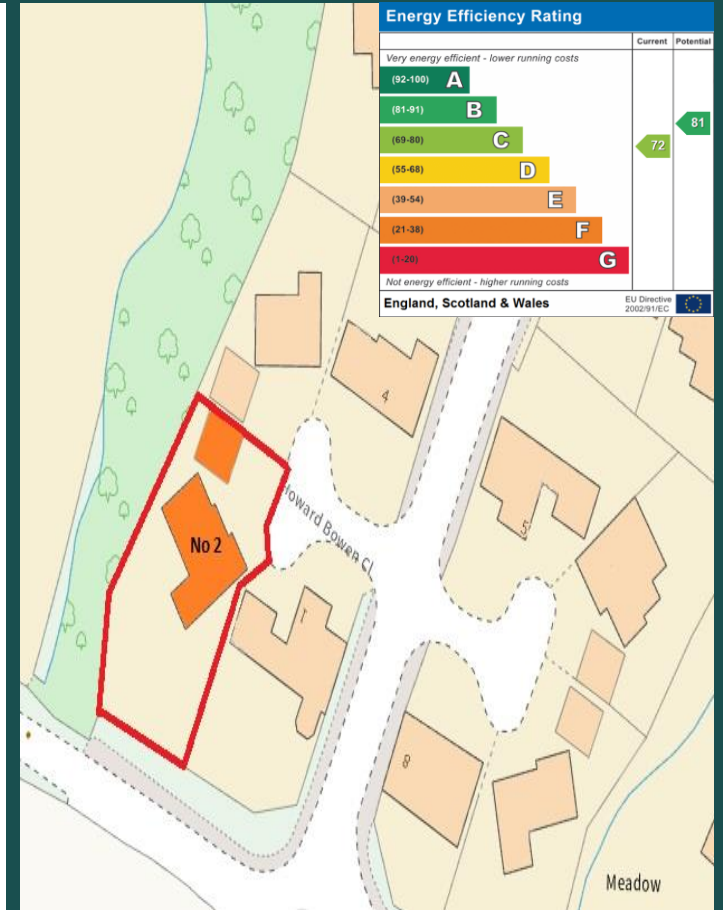 Energy Efficiency Rating
Current Potential
Very energy efficient - lower running costs
(92-100) A
(81-91) B
81
(69-80) C
72
(55-68) D
(39-54) E
(21-38) F
(1-20) G
Not energy efficient - higher running costs
England, Scotland & Wales
EU Directive
2002/91/EC
4
Howard Bowen Cl
5
No 2
1
8
Meadow